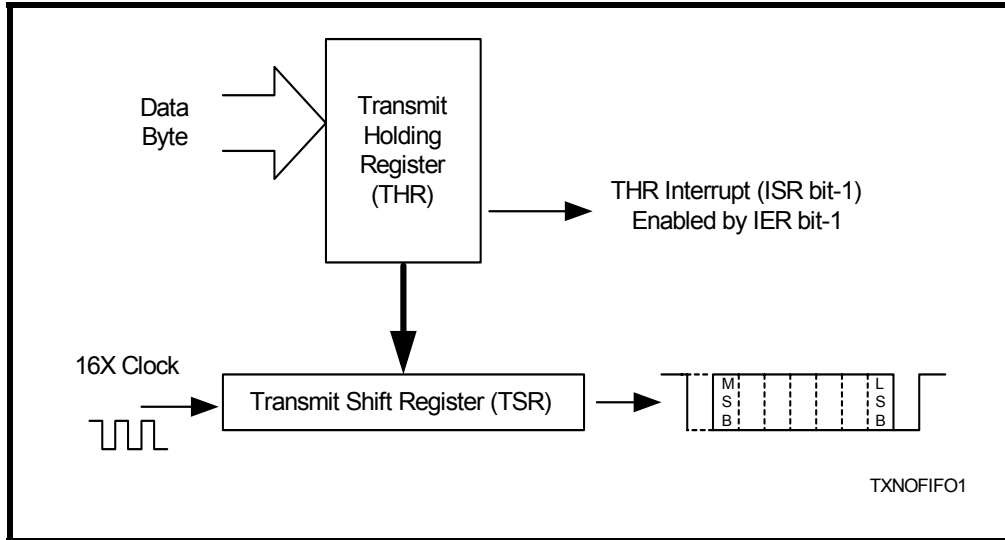 Data
Byte
Transmit
Holding
Register
(THR)
THR Interrupt (ISR bit-1)
Enabled by IER bit-1
16X Clock
Transmit Shift Register (TSR)
M
S
B
L
S
B
TXNOFIFO1